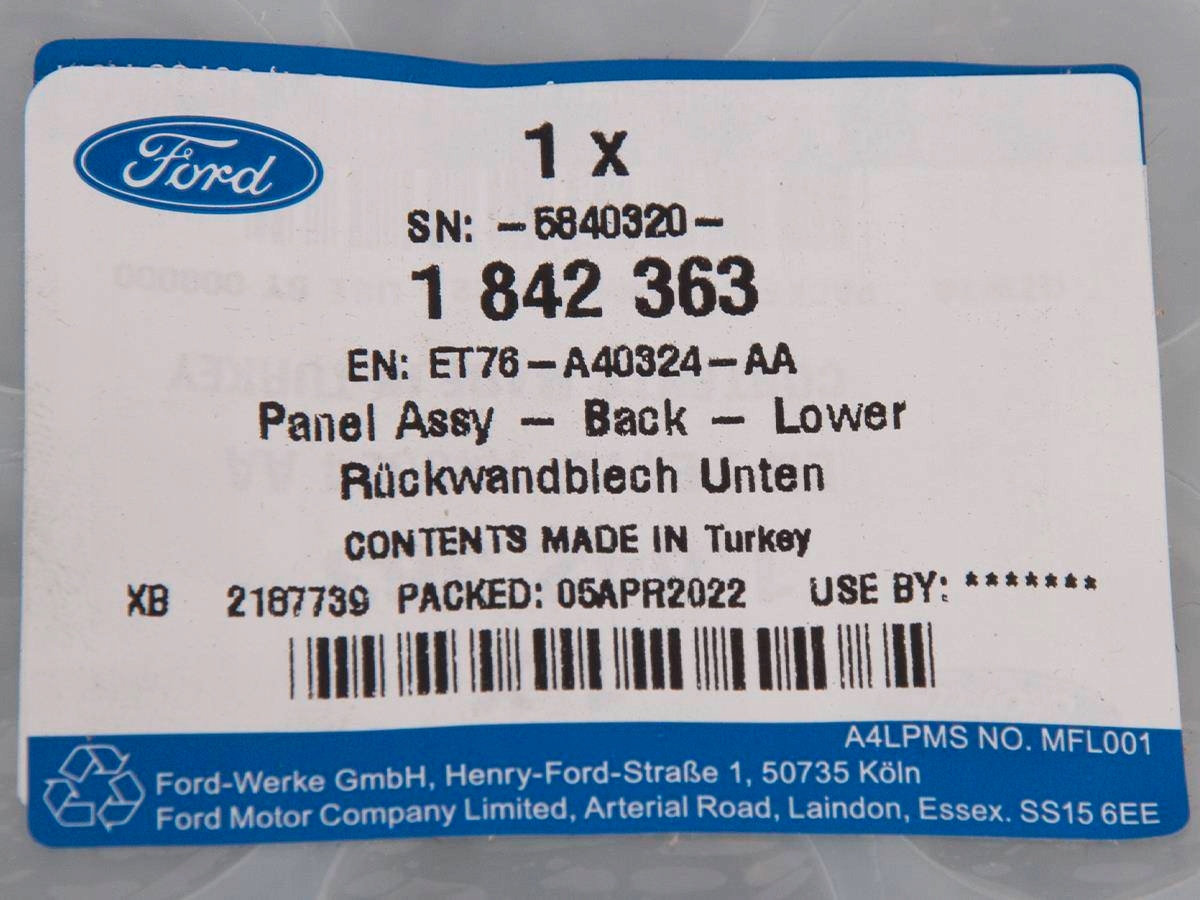 Ford
1 x
SN: -5840320-
1 842 363
EN: ET76-A40324-AA
Panel Assy - Back - Lower
Rückwandblech Unten
CONTENTS MADE IN Turkey
XB 2187739 PACKED: 05APR2022 USE BY: *******
A4LPMS NO. MFL001
Ford-Werke GmbH, Henry-Ford-Straße 1, 50735 Köln
Ford Motor Company Limited, Arterial Road, Laindon, Essex. SS15 6EE